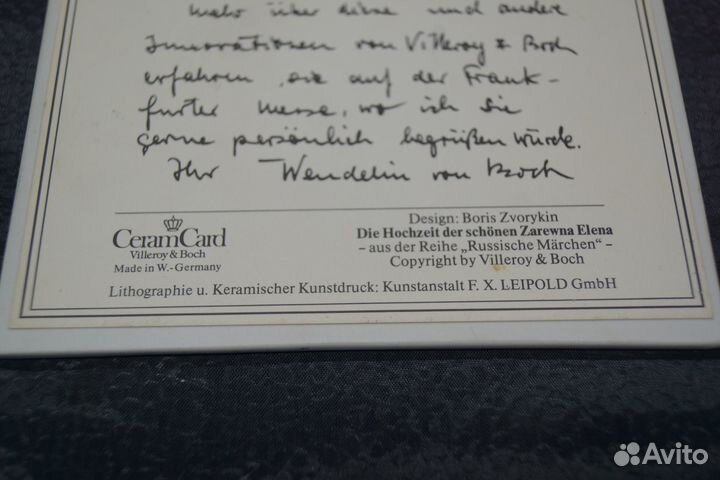 mehr über diese und andere
Innovationen von Villeroy & Boch
erfahren, sie auf der Frank-
furter Messe, wo ich Sie
gerne persönlich begrüßen würde.
Ihr Wendelin von Boch
CeramCard
Villeroy & Boch
Made in W.-Germany
Design: Boris Zvorykin
Die Hochzeit der schönen Zarewna Elena
– aus der Reihe „Russische Märchen“ –
Copyright by Villeroy & Boch
Lithographie u. Keramischer Kunstdruck: Kunstanstalt F. X. LEIPOLD GmbH
Avito